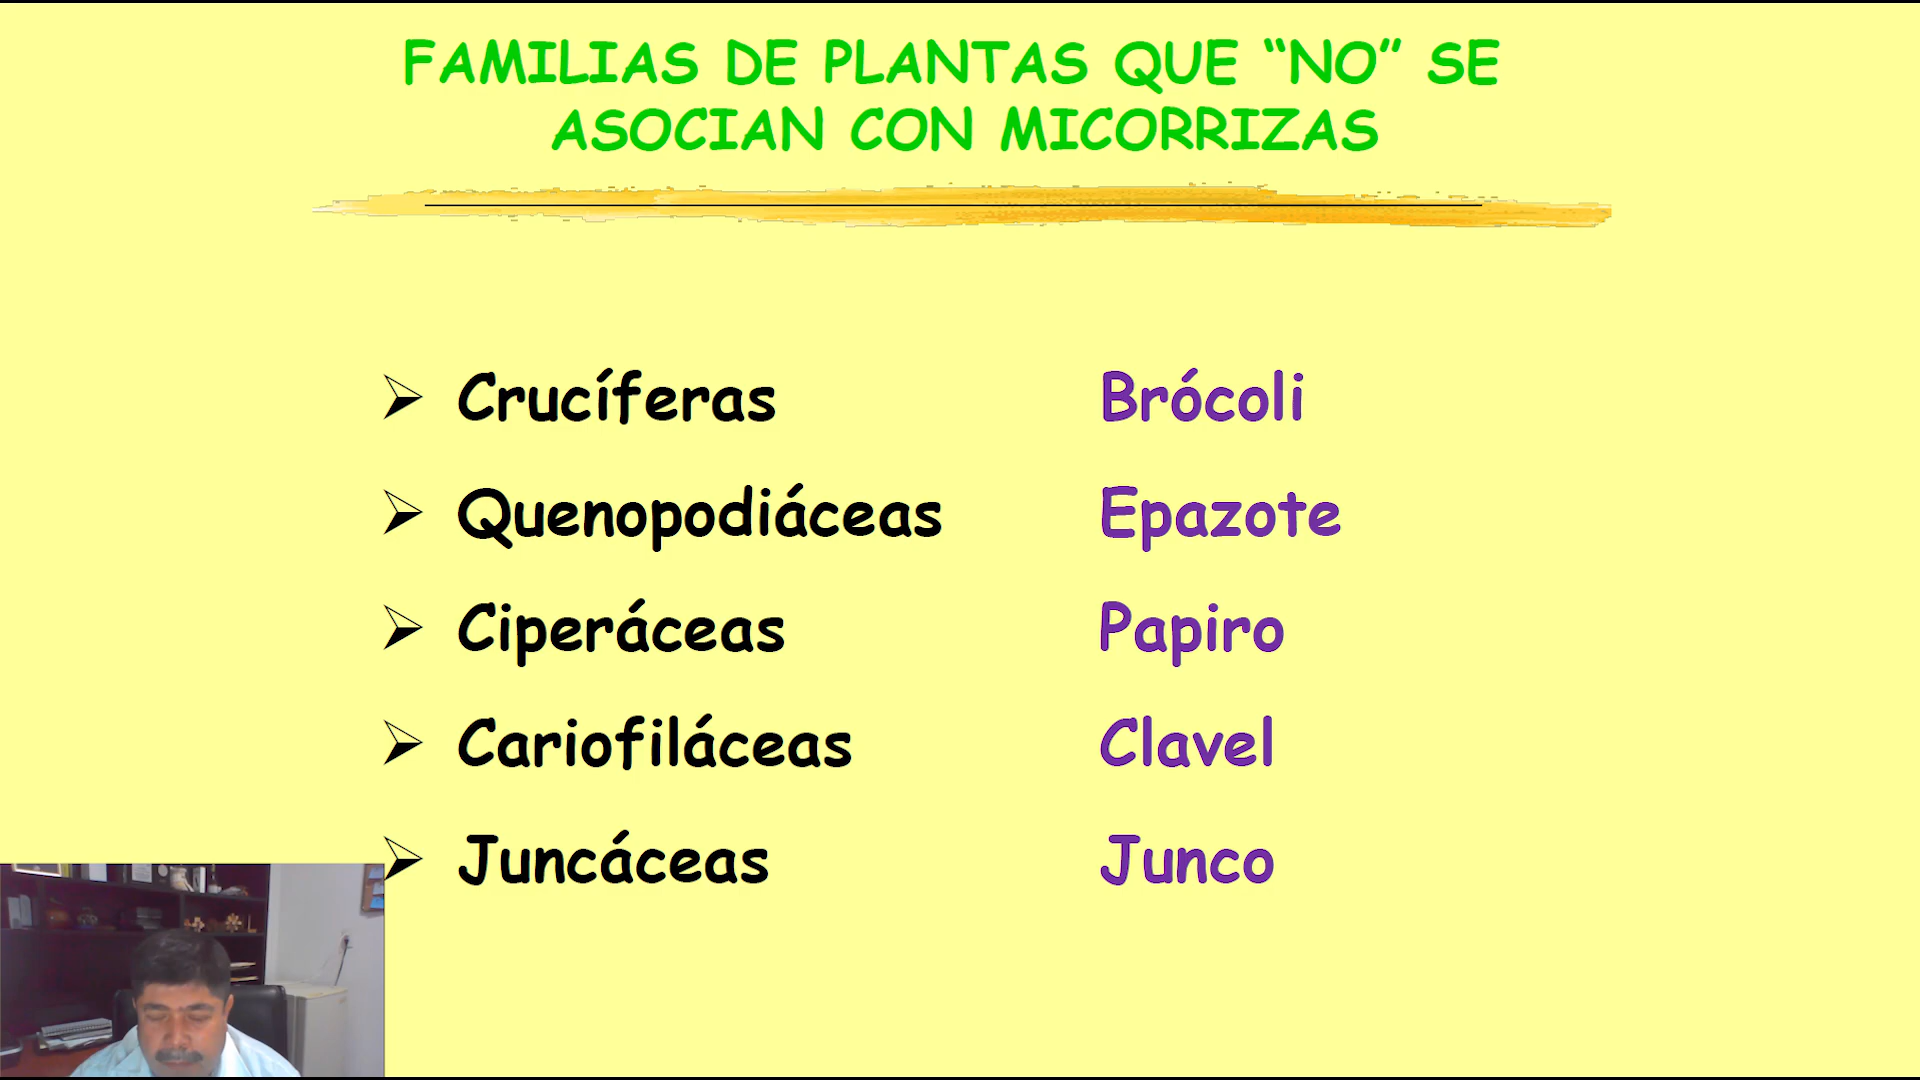 FAMILIAS DE PLANTAS QUE “NO” SE
ASOCIAN CON MICORRIZAS
Crucíferas Brócoli
Quenopodiáceas Epazote
Ciperáceas Papiro
Cariofiláceas Clavel
Juncáceas Junco